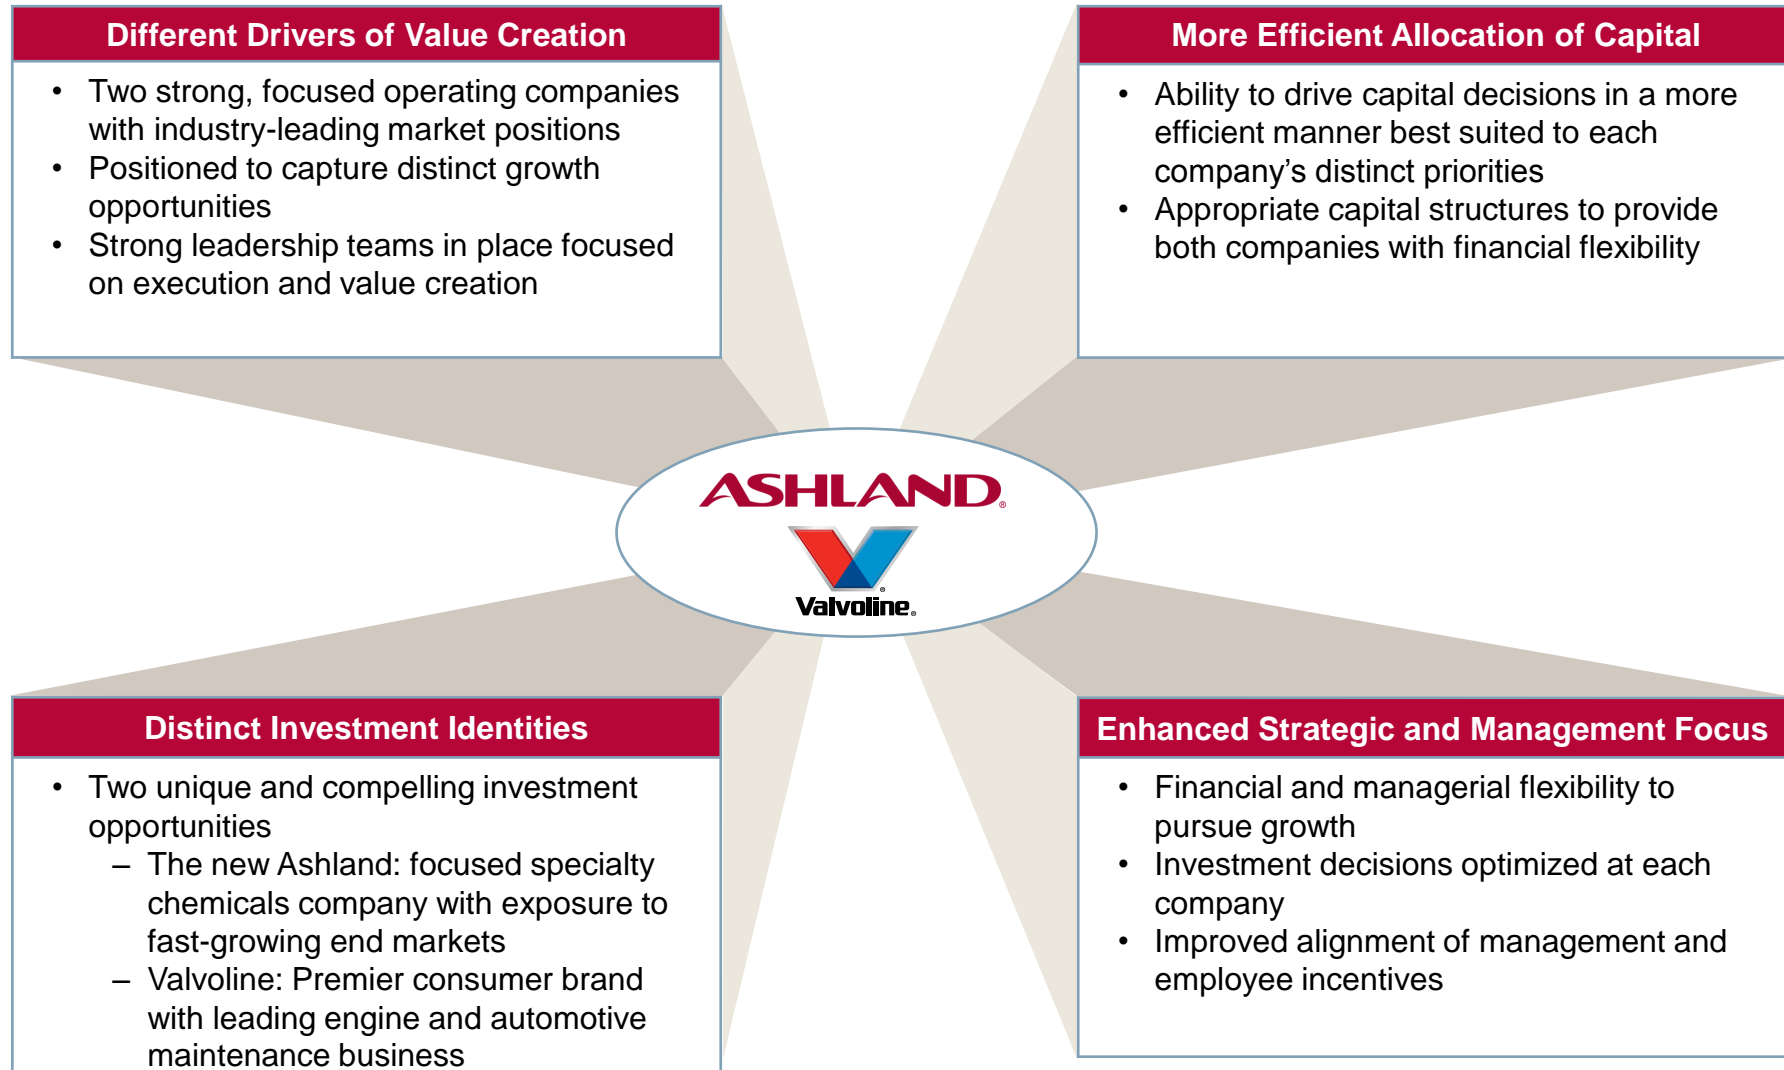 Different Drivers of Value Creation
• Two strong, focused operating companies
with industry-leading market positions
• Positioned to capture distinct growth
opportunities
• Strong leadership teams in place focused
on execution and value creation
More Efficient Allocation of Capital
• Ability to drive capital decisions in a more
efficient manner best suited to each
company’s distinct priorities
• Appropriate capital structures to provide
both companies with financial flexibility
ASHLAND®
Valvoline®
Distinct Investment Identities
• Two unique and compelling investment
opportunities
– The new Ashland: focused specialty
chemicals company with exposure to
fast-growing end markets
– Valvoline: Premier consumer brand
with leading engine and automotive
maintenance business
Enhanced Strategic and Management Focus
• Financial and managerial flexibility to
pursue growth
• Investment decisions optimized at each
company
• Improved alignment of management and
employee incentives